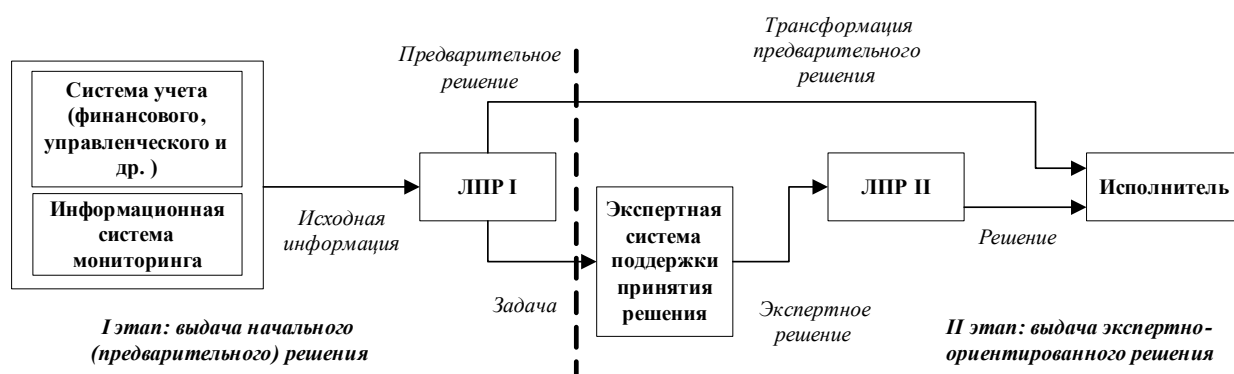 Система учета
(финансового,
управленческого и
др. )
Информационная
система
мониторинга
Исходная
информация
ЛПР I
Предварительное
решение
Задача
Трансформация
предварительного
решения
Экспертная
система
поддержки
принятия
решения
Экспертное
решение
ЛПР II
Решение
Исполнитель
I этап: выдача начального
(предварительного) решения
II этап: выдача экспертно-
ориентированного решения